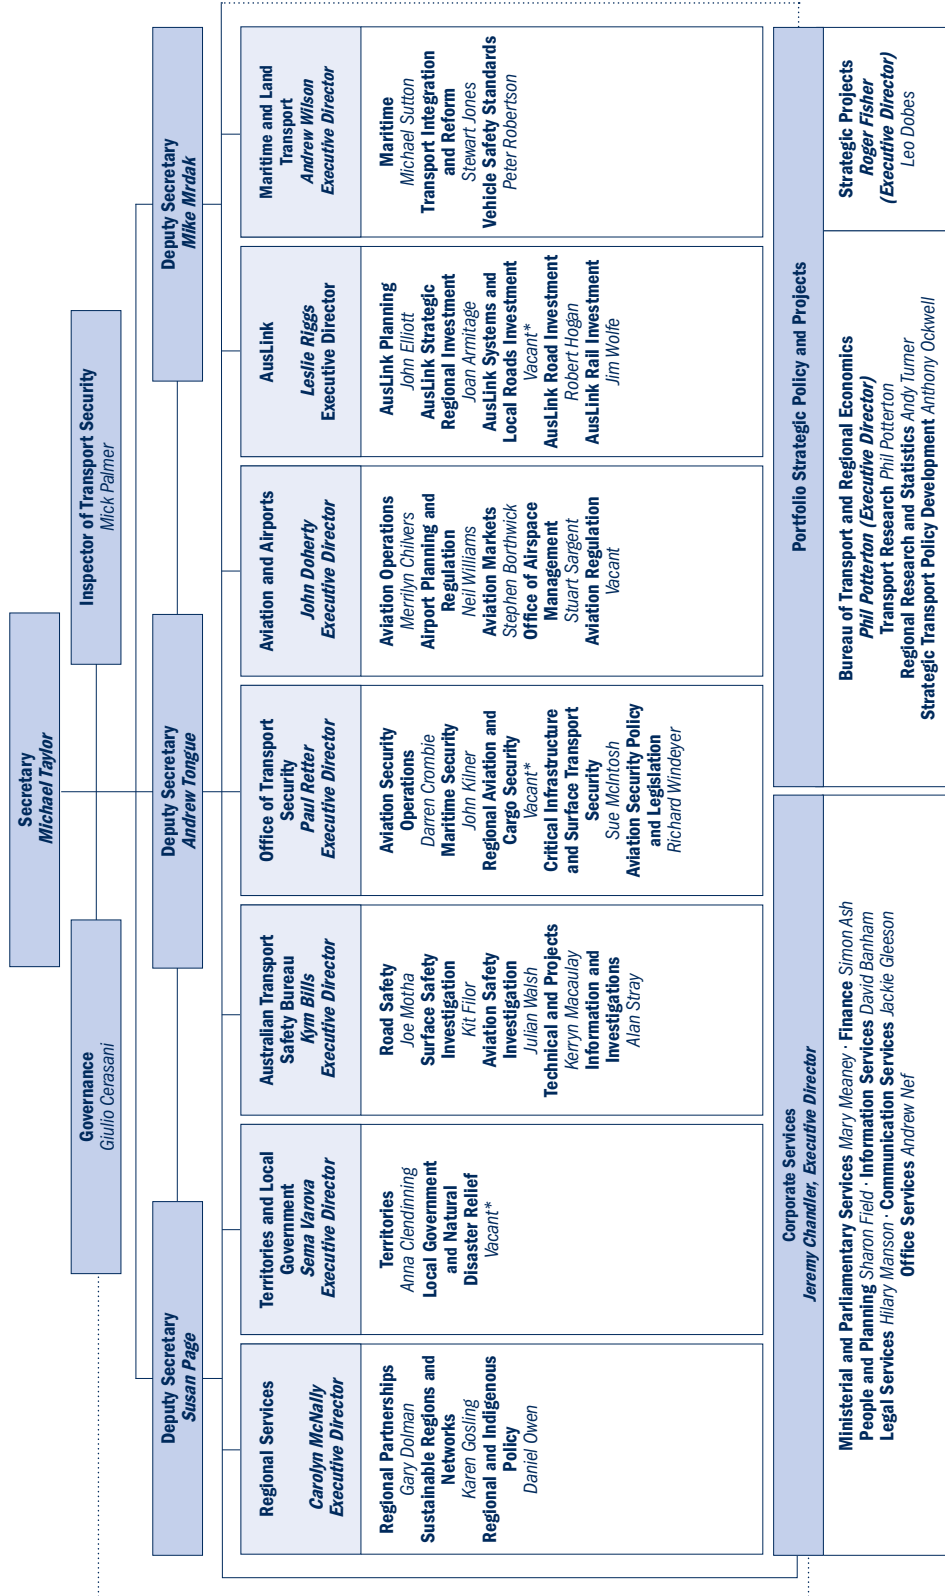 Secretary
Michael Taylor
Governance
Giulio Cerasani
Inspector of Transport Security
Mick Palmer
Deputy Secretary
Susan Page
Deputy Secretary
Andrew Tongue
Deputy Secretary
Mike Mrdak
Regional Services
Carolyn McNally
Executive Director
Regional Partnerships
Gary Dolman
Sustainable Regions and
Networks
Karen Gosling
Regional and Indigenous
Policy
Daniel Owen
Territories and Local
Government
Sema Varova
Executive Director
Territories
Anna Clendinning
Local Government
and Natural
Disaster Relief
Vacant*
Australian Transport
Safety Bureau
Kym Bills
Executive Director
Road Safety
Joe Motha
Surface Safety
Investigation
Kit Filor
Aviation Safety
Investigation
Julian Walsh
Technical and Projects
Kerryn Macaulay
Information and
Investigations
Alan Stray
Office of Transport
Security
Paul Retter
Executive Director
Aviation Security
Operations
Darren Crombie
Maritime Security
John Kilner
Regional Aviation and
Cargo Security
Vacant*
Critical Infrastructure
and Surface Transport
Security
Sue McIntosh
Aviation Security Policy
and Legislation
Richard Windeyer
Aviation and Airports
John Doherty
Executive Director
Aviation Operations
Merrilyn Chilvers
Airport Planning and
Regulation
Neil Williams
Aviation Markets
Stephen Borthwick
Office of Airspace
Management
Stuart Sargent
Aviation Regulation
Vacant
AusLink
Leslie Riggs
Executive Director
AusLink Planning
John Elliott
AusLink Strategic
Regional Investment
Joan Armitage
AusLink Systems and
Local Roads Investment
Vacant*
AusLink Road Investment
Robert Hogan
AusLink Rail Investment
Jim Wolfe
Maritime and Land
Transport
Andrew Wilson
Executive Director
Maritime
Michael Sutton
Transport Integration
and Reform
Stewart Jones
Vehicle Safety Standards
Peter Robertson
Corporate Services
Jeremy Chandler, Executive Director
Ministerial and Parliamentary Services Mary Meaney · Finance Simon Ash
People and Planning Sharon Field · Information Services David Banham
Legal Services Hilary Manson · Communication Services Jackie Gleeson
Office Services Andrew Nef
Portfolio Strategic Policy and Projects
Bureau of Transport and Regional Economics
Phil Potterton (Executive Director)
Transport Research Phil Potterton
Regional Research and Statistics Andy Turner
Strategic Transport Policy Development Anthony Ockwell
Strategic Projects
Roger Fisher
(Executive Director)
Leo Dobes